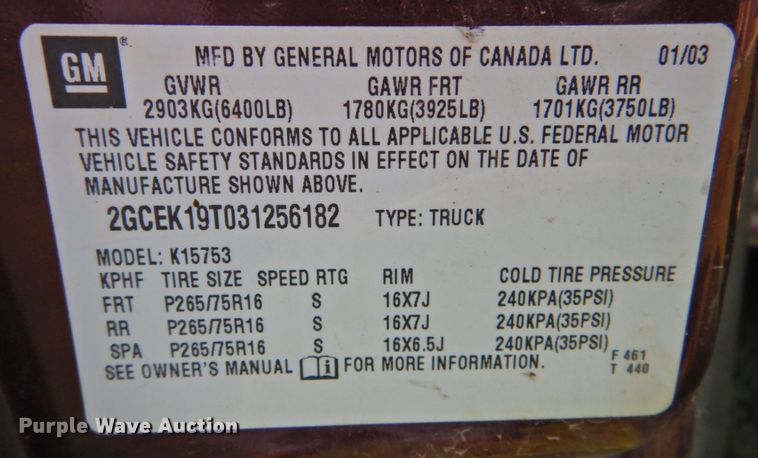 GM ® MFD BY GENERAL MOTORS OF CANADA LTD. 01/03
GVWR GAWR FRT GAWR RR
2903KG(6400LB) 1780KG(3925LB) 1701KG(3750LB)
THIS VEHICLE CONFORMS TO ALL APPLICABLE U.S. FEDERAL MOTOR
VEHICLE SAFETY STANDARDS IN EFFECT ON THE DATE OF
MANUFACTURE SHOWN ABOVE.
2GCEK19T031256182 TYPE: TRUCK
MODEL: K15753
KPHF TIRE SIZE SPEED RTG RIM COLD TIRE PRESSURE
FRT P265/75R16 S 16X7J 240KPA(35PSI)
RR P265/75R16 S 16X7J 240KPA(35PSI)
SPA P265/75R16 S 16X6.5J 240KPA(35PSI)
SEE OWNER'S MANUAL i FOR MORE INFORMATION.
F 461
T 440
Purple Wave Auction